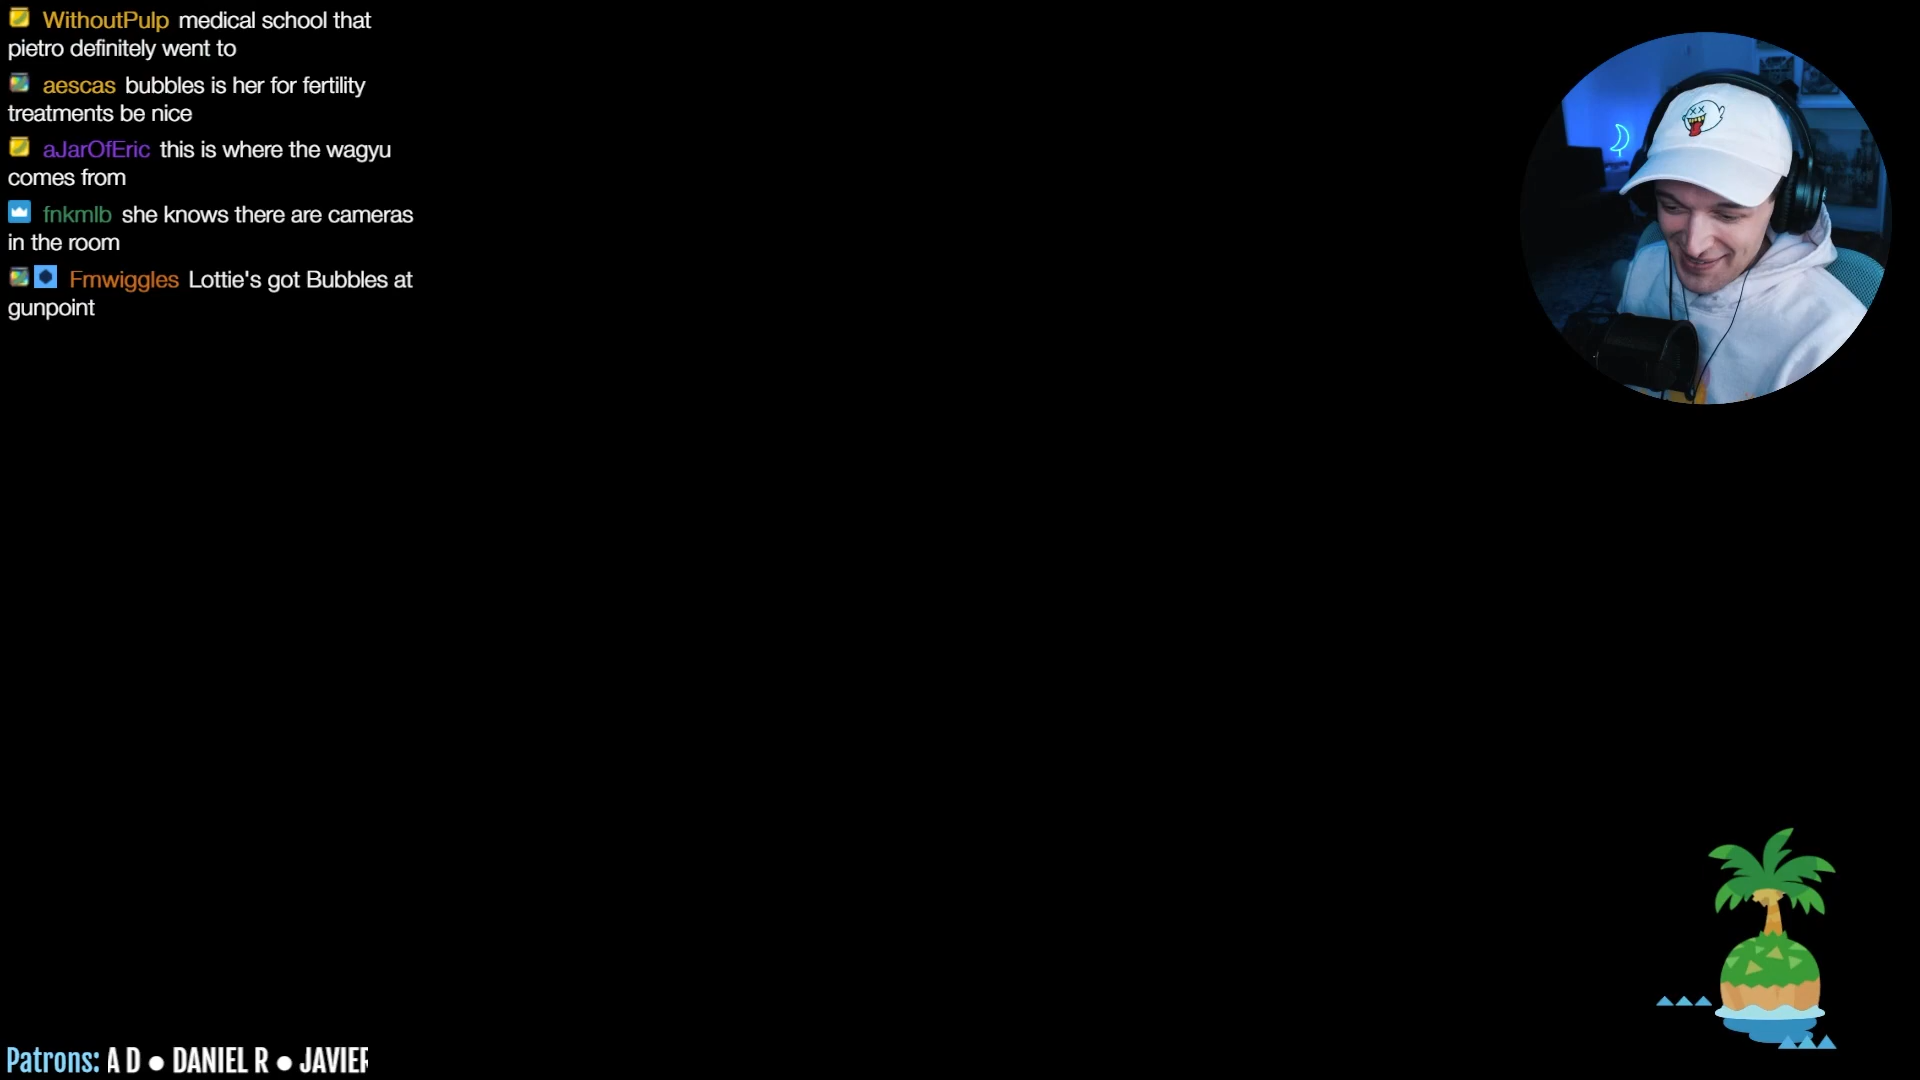 WithoutPulp medical school that
pietro definitely went to
aescas bubbles is her for fertility
treatments be nice
aJarOfEric this is where the wagyu
comes from
fnkmlb she knows there are cameras
in the room
Fmwiggles Lottie's got Bubbles at
gunpoint
Patrons: A D ● DANIEL R ● JAVIER